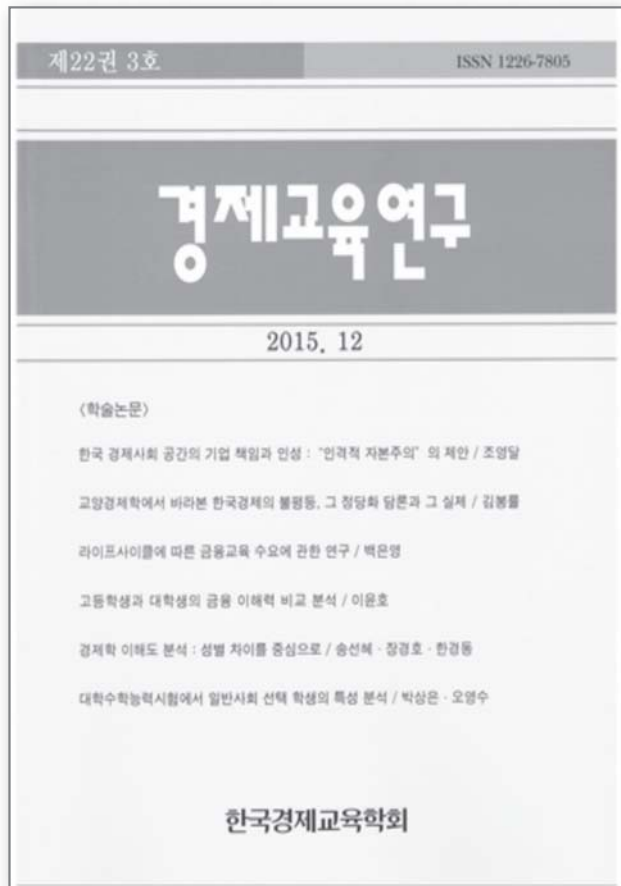 제22권 3호
ISSN 1226-7805
경제교육연구
2015. 12
〈학술논문〉
한국 경제사회 공간의 기업 책임과 인성 : "인격적 자본주의" 의 제안 / 조영달
교양경제학에서 바라본 한국경제의 불평등, 그 정당화 담론과 그 실제 / 김봉률
라이프사이클에 따른 금융교육 수요에 관한 연구 / 백은영
고등학생과 대학생의 금융 이해력 비교 분석 / 이윤호
경제학 이해도 분석 : 성별 차이를 중심으로 / 송선혜 · 장경호 · 한경동
대학수학능력시험에서 일반사회 선택 학생의 특성 분석 / 박상은 · 오영수
한국경제교육학회